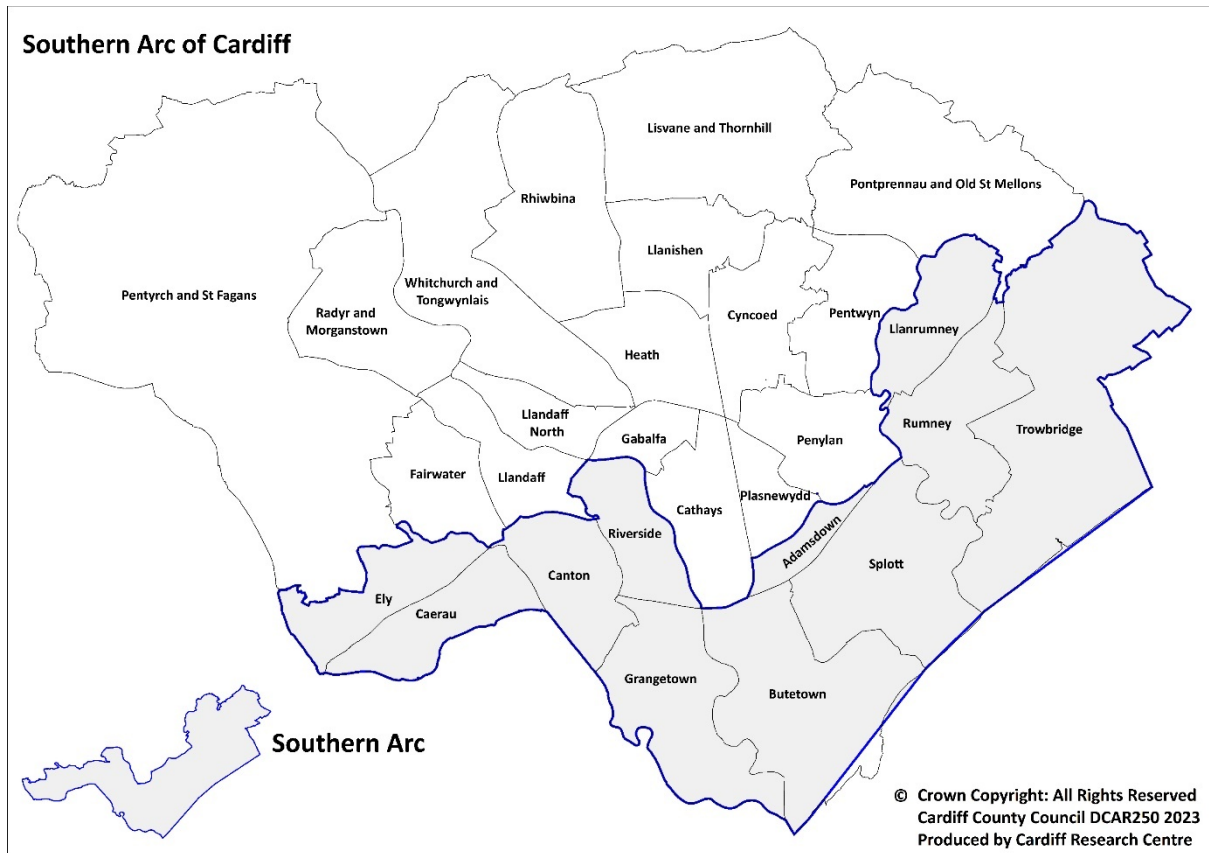 Southern Arc of Cardiff
Lisvane and Thornhill
Pontprennau and Old St Mellons
Rhiwbina
Llanishen
Pentyrch and St Fagans
Whitchurch and
Tongwynlais
Radyr and
Morganstown
Cyncoed
Pentwyn
Llanrumney
Heath
Llandaff
North
Gabalfa
Penylan
Rumney
Trowbridge
Fairwater
Llandaff
Cathays
Plasnewydd
Riverside
Adamsdown
Canton
Splott
Ely
Caerau
Grangetown
Butetown
Southern Arc
© Crown Copyright: All Rights Reserved
Cardiff County Council DCAR250 2023
Produced by Cardiff Research Centre